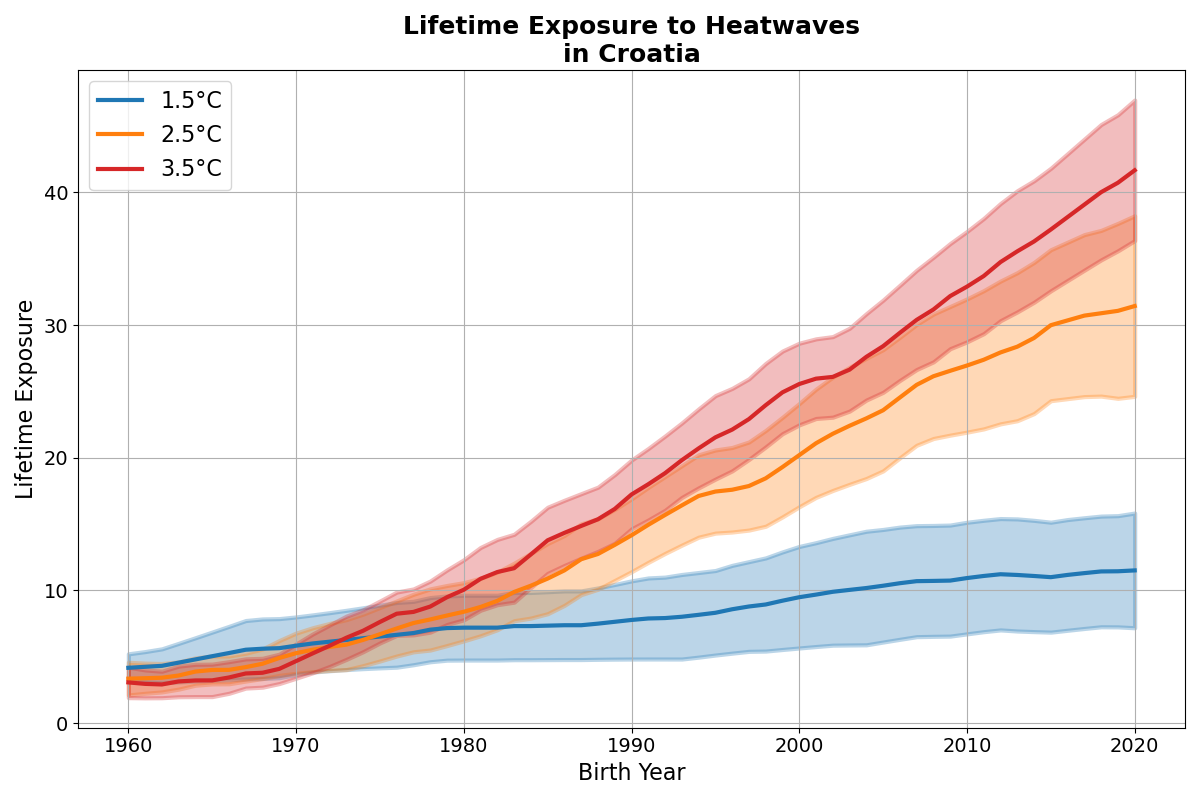 Lifetime Exposure to Heatwaves
in Croatia
1.5°C
2.5°C
3.5°C
Lifetime Exposure
40
30
20
10
0
1960
1970
1980
1990
2000
2010
2020
Birth Year